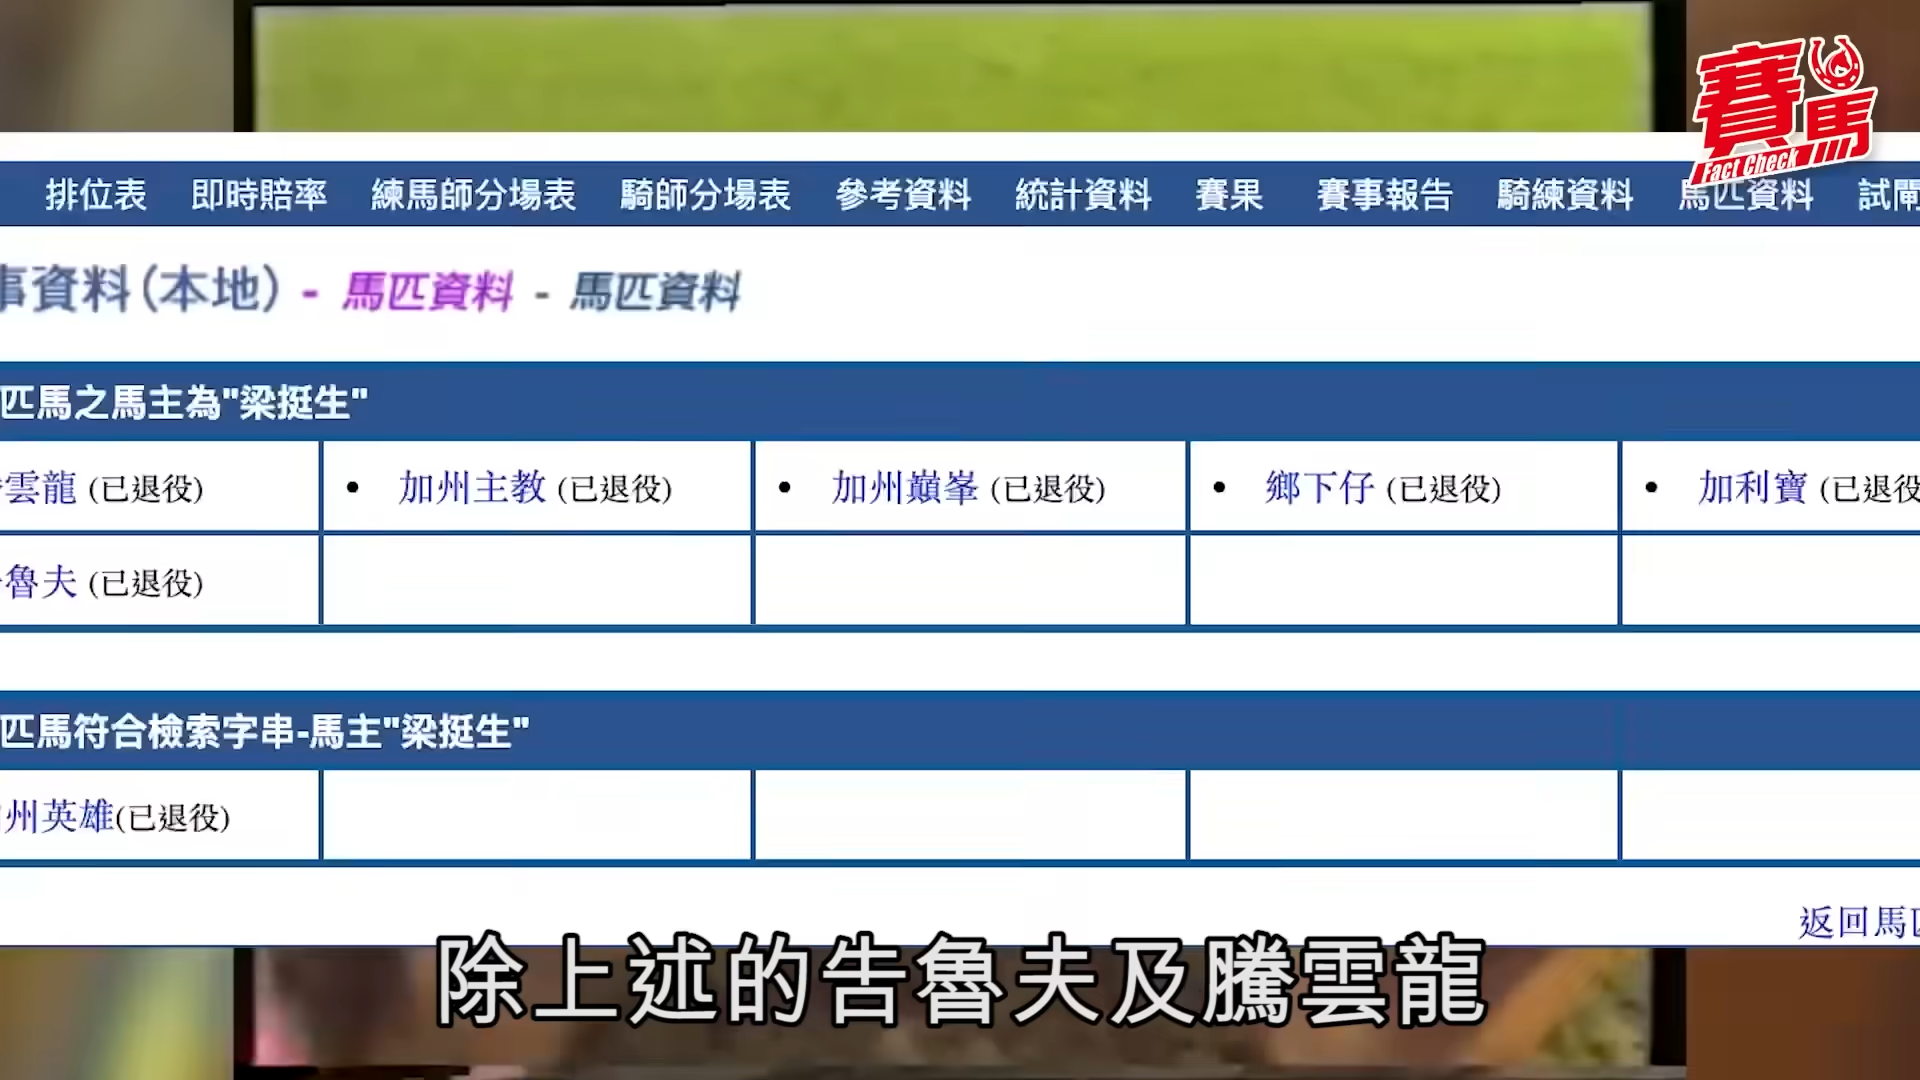 賽馬
Fact Check
排位表 即時賠率 練馬師分場表 騎師分場表 參考資料 統計資料 賽果 賽事報告 騎練資料 馬匹資料 試閘
事資料(本地) - 馬匹資料 - 馬匹資料
匹馬之馬主為"梁挺生"
雲龍 (已退役) • 加州主教 (已退役) • 加州巔峯 (已退役) • 鄉下仔 (已退役) • 加利寶 (已退役
魯夫 (已退役)
匹馬符合檢索字串-馬主"梁挺生"
州英雄(已退役)
返回馬匹
除上述的告魯夫及騰雲龍